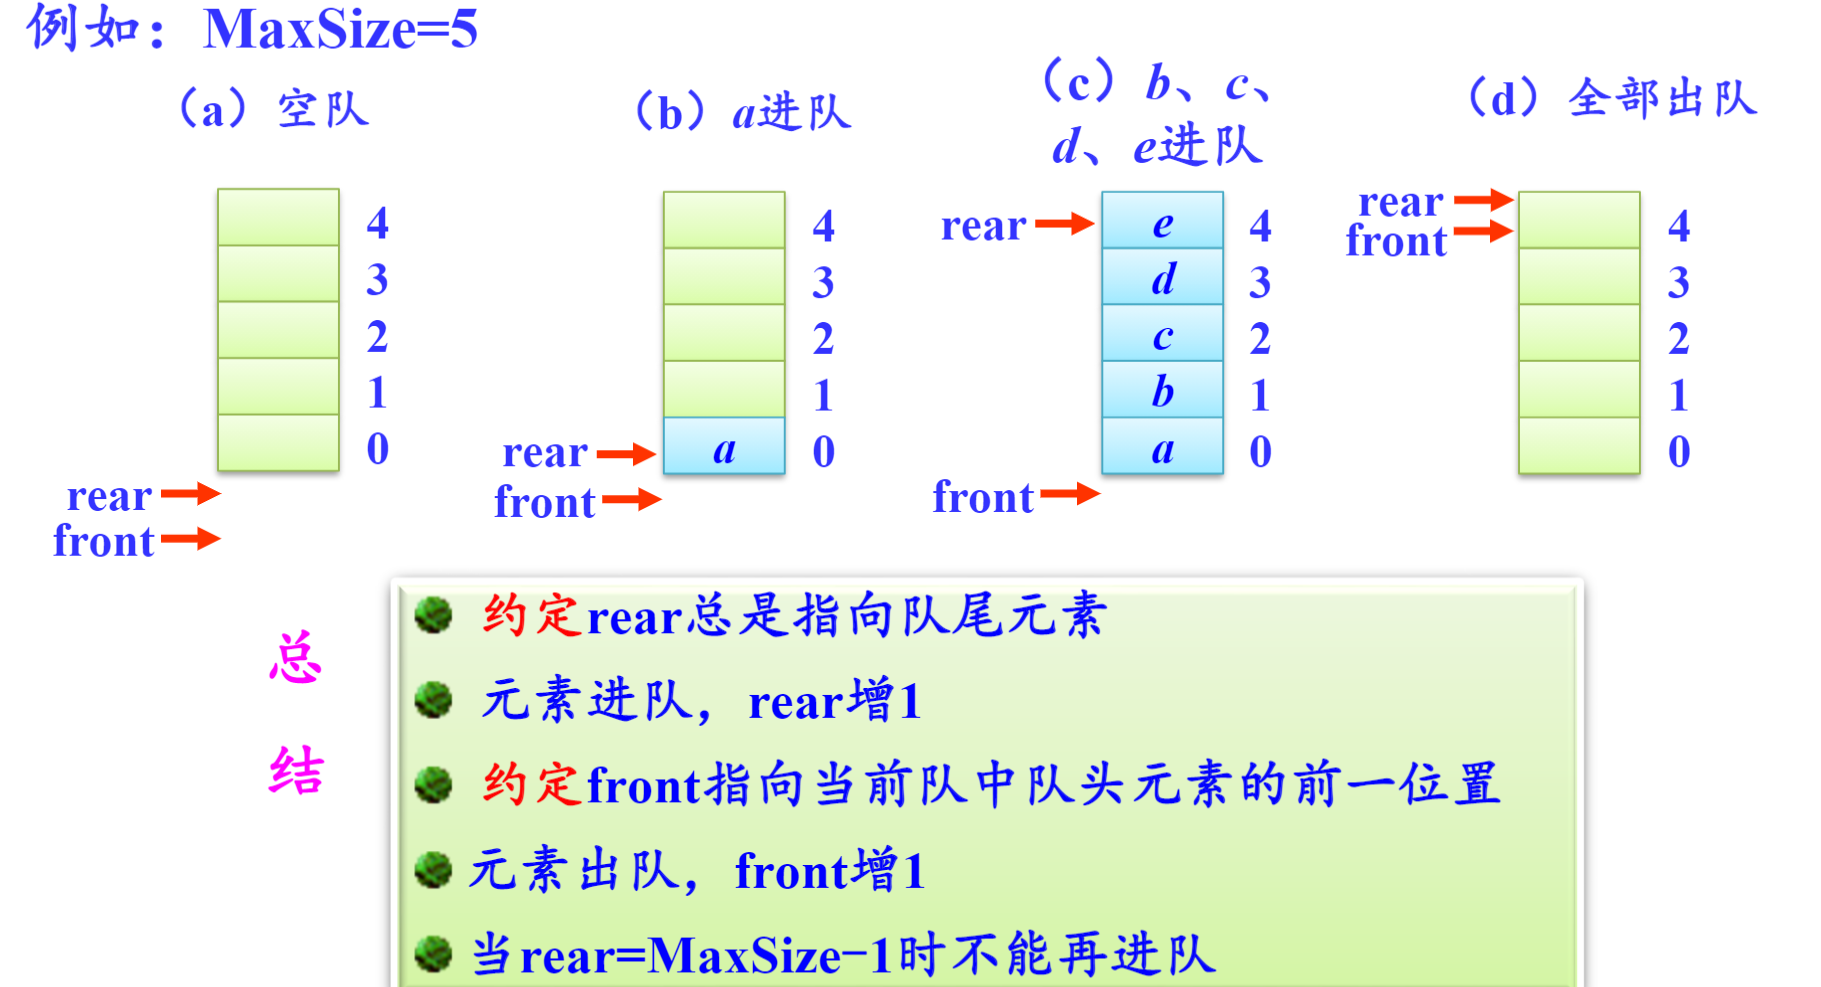 例如：MaxSize=5
（a）空队
（b）a进队
（c）b、c、
d、e进队
（d）全部出队
4
3
2
1
0
rear
front
4
3
2
1
a 0
rear
front
rear
e 4
d 3
c 2
b 1
a 0
front
rear
front
4
3
2
1
0
总
结
约定rear总是指向队尾元素
元素进队，rear增1
约定front指向当前队中队头元素的前一位置
元素出队，front增1
当rear=MaxSize-1时不能再进队